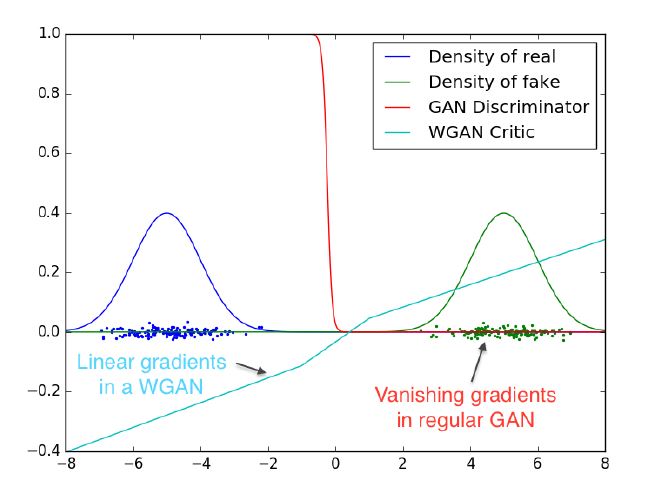 1.0
0.8
0.6
0.4
0.2
0.0
−0.2
−0.4
−8
−6
−4
−2
0
2
4
6
8
Density of real
Density of fake
GAN Discriminator
WGAN Critic
Linear gradients
in a WGAN
Vanishing gradients
in regular GAN